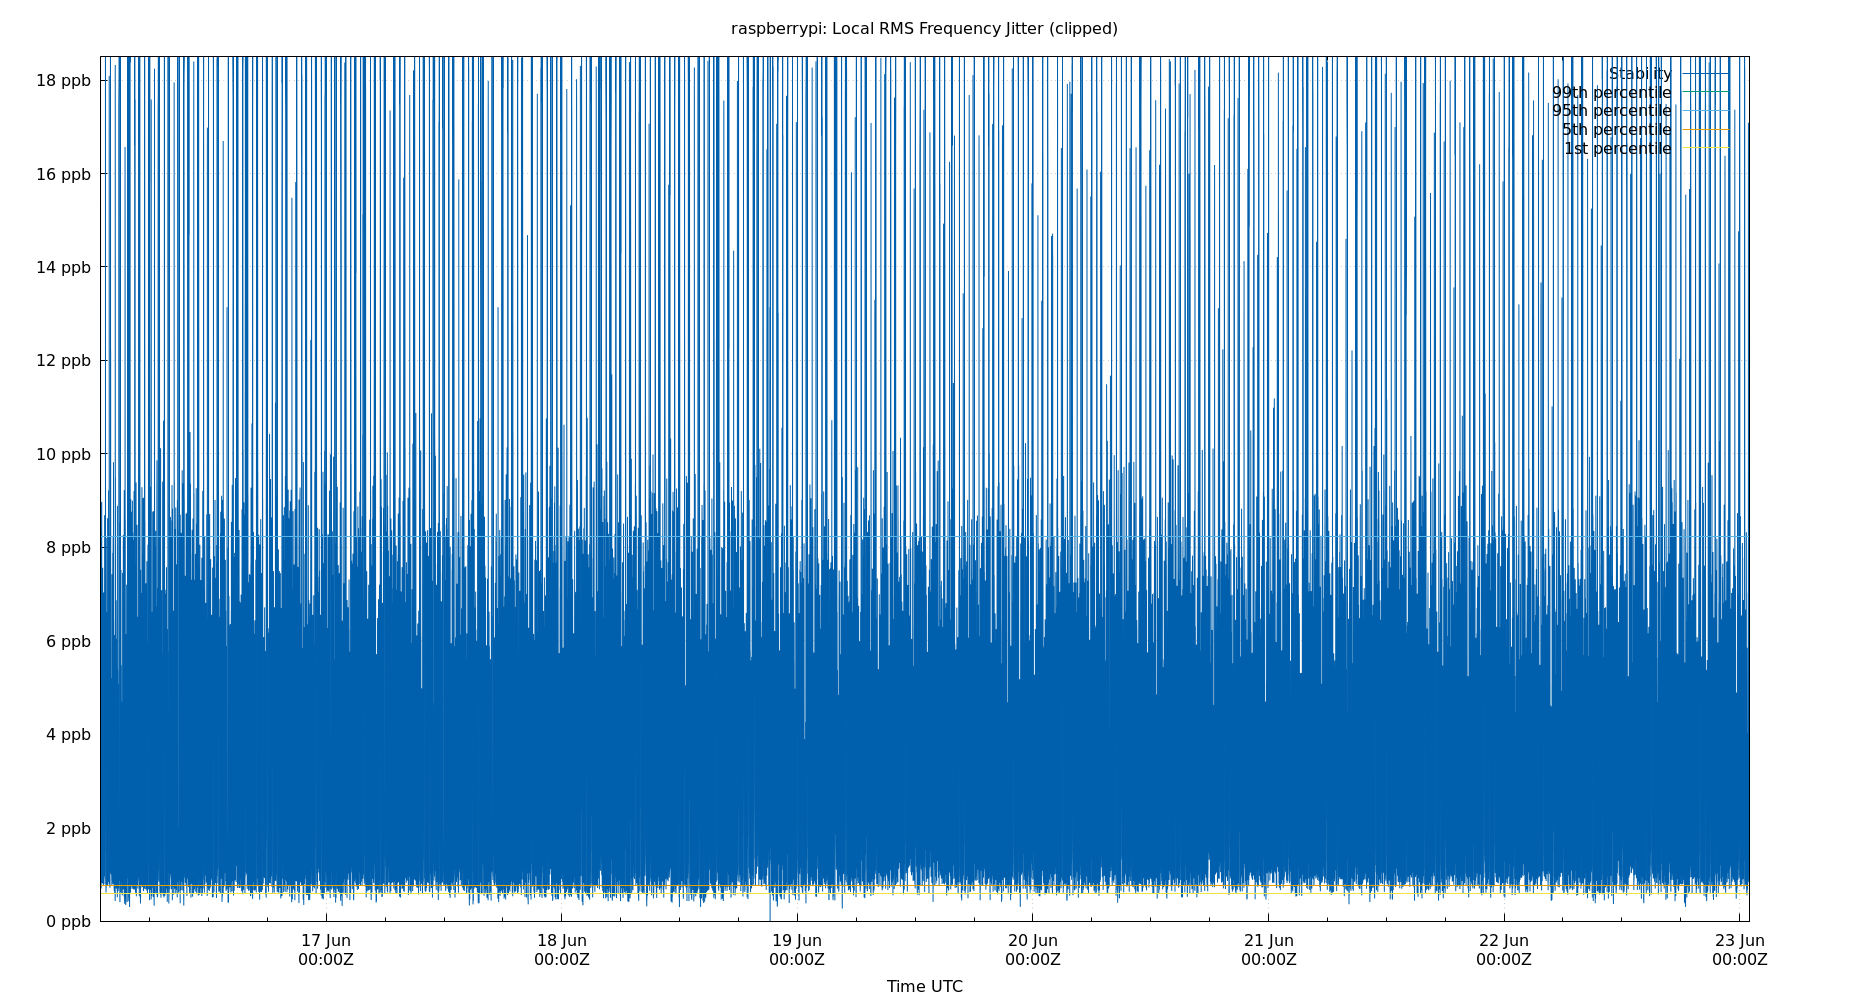 raspberrypi: Local RMS Frequency Jitter (clipped)
18 ppb
16 ppb
14 ppb
12 ppb
10 ppb
8 ppb
6 ppb
4 ppb
2 ppb
0 ppb
Stability
99th percentile
95th percentile
5th percentile
1st percentile
17 Jun 18 Jun 19 Jun 20 Jun 21 Jun 22 Jun 23 Jun
00:00Z 00:00Z 00:00Z 00:00Z 00:00Z 00:00Z 00:00Z
Time UTC